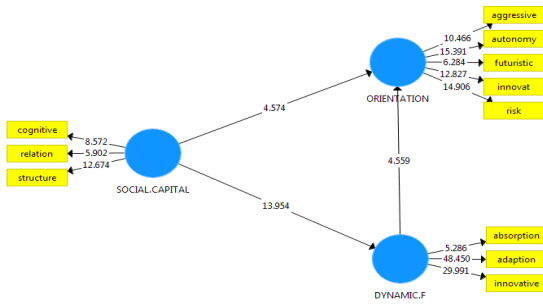 aggressive
10.466
15.391
autonomy
6.284
futuristic
12.827
innovat
14.906
risk
ORIENTATION
4.574
cognitive
8.572
relation
5.902
structure
12.674
SOCIAL.CAPITAL
4.559
13.954
absorption
5.286
adaption
48.450
innovative
29.991
DYNAMIC.F